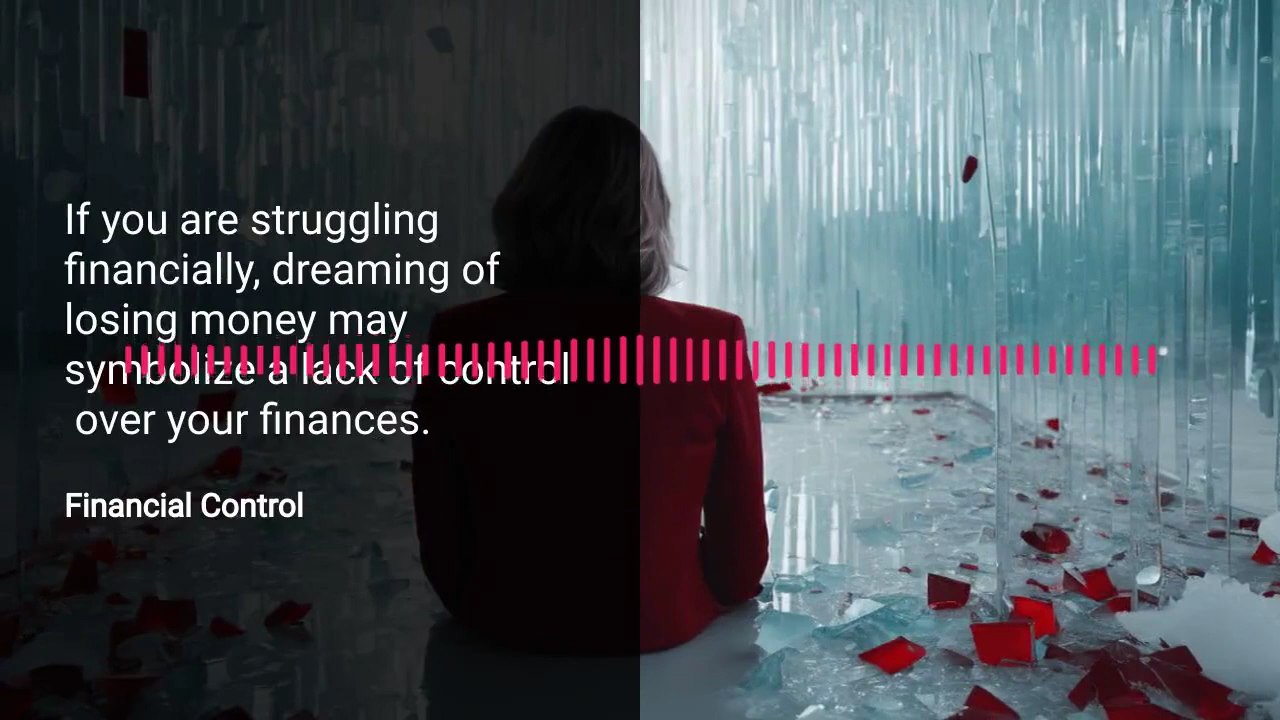 If you are struggling
financially, dreaming of
losing money may
symbolize a lack of control
over your finances.
Financial Control